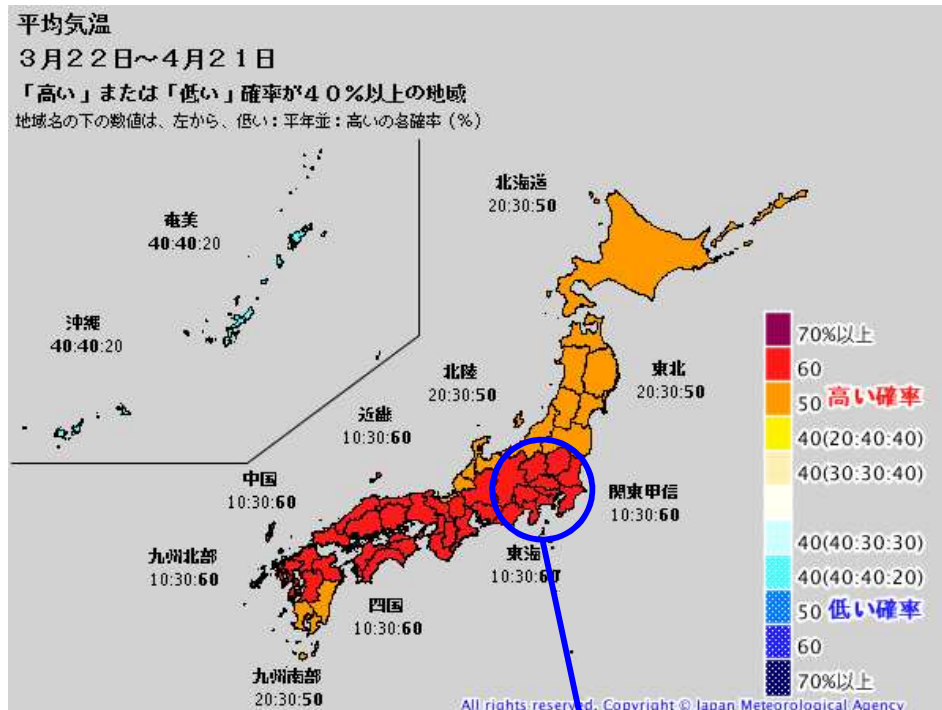 平均気温
３月２２日～４月２１日
「高い」または「低い」確率が４０％以上の地域
地域名の下の数値は、左から、低い：平年並：高いの各確率（％）
北海道
20:30:50
奄美
40:40:20
沖縄
40:40:20
北陸
20:30:50
東北
20:30:50
近畿
10:30:60
中国
10:30:60
関東甲信
10:30:60
九州北部
10:30:60
東海
10:30:60
四国
10:30:60
九州南部
20:30:50
70%以上
60
50 高い確率
40(20:40:40)
40(30:30:40)
40(40:30:30)
40(40:40:20)
50 低い確率
60
70%以上
All rights reserved. Copyright © Japan Meteorological Agency